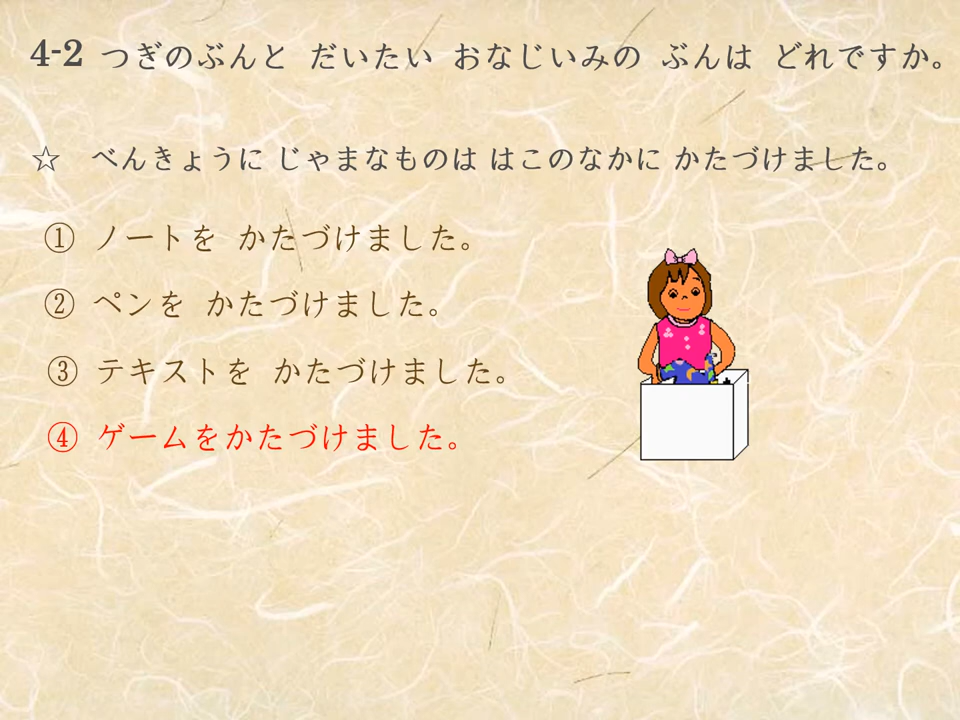 4-2 つぎのぶんと だいたい おなじいみの ぶんは どれですか。
☆ べんきょうに じゃまなものは はこのなかに かたづけました。
① ノートを かたづけました。
② ペンを かたづけました。
③ テキストを かたづけました。
④ ゲームをかたづけました。